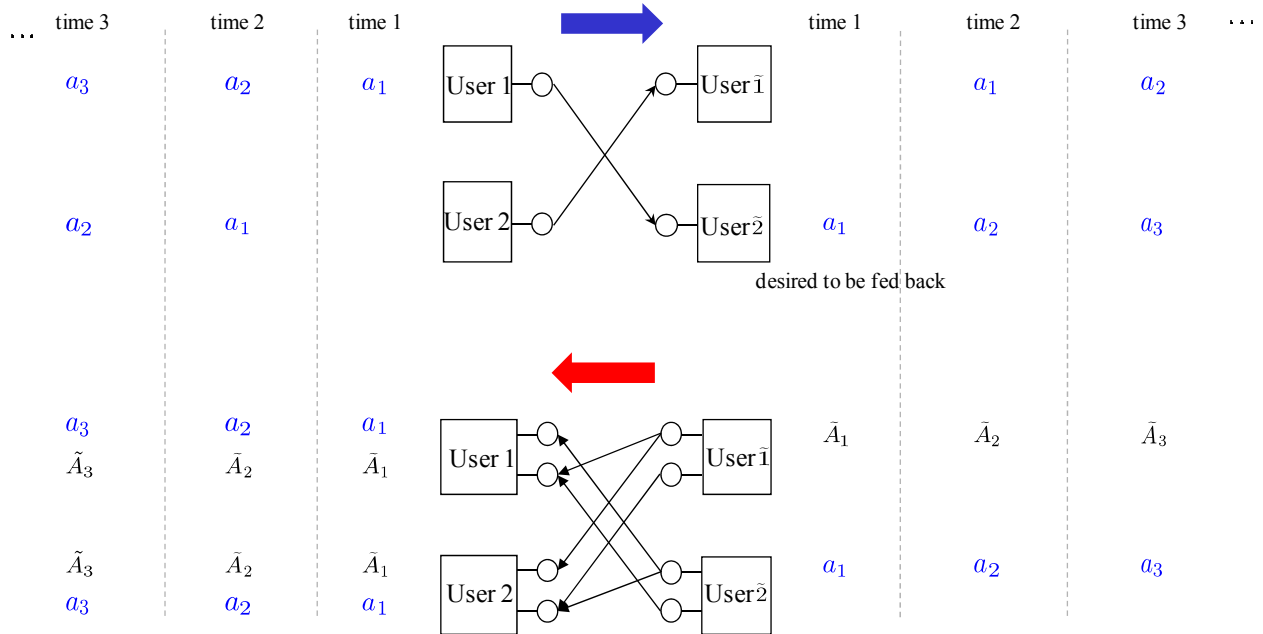 ... time 3 time 2 time 1 time 1 time 2 time 3 ...
a₃ a₂ a₁ User 1 User 1̃ a₁ a₂
a₂ a₁ User 2 User 2̃ a₁ a₂ a₃
desired to be fed back
a₃ a₂ a₁
Ã₃ Ã₂ Ã₁ User 1 User 1̃ Ã₁ Ã₂ Ã₃
Ã₃ Ã₂ Ã₁ a₁ a₂ a₃
a₃ a₂ a₁ User 2 User 2̃